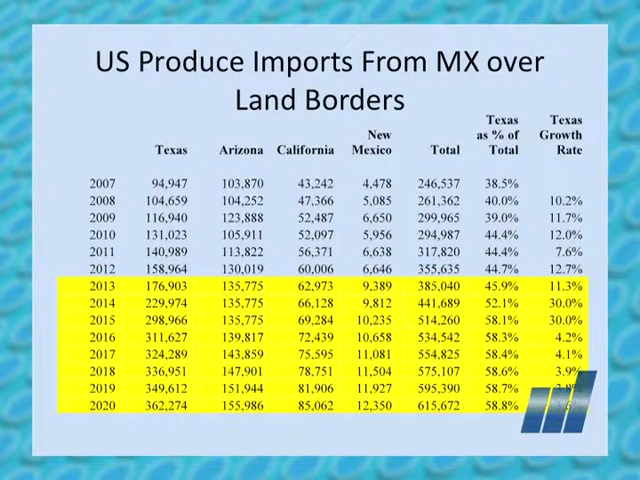 US Produce Imports From MX over
Land Borders
Texas Arizona California New Mexico Total Texas as % of Total Texas Growth Rate
2007 94,947 103,870 43,242 4,478 246,537 38.5%
2008 104,659 104,252 47,366 5,085 261,362 40.0% 10.2%
2009 116,940 123,888 52,487 6,650 299,965 39.0% 11.7%
2010 131,023 105,911 52,097 5,956 294,987 44.4% 12.0%
2011 140,989 113,822 56,371 6,638 317,820 44.4% 7.6%
2012 158,964 130,019 60,006 6,646 355,635 44.7% 12.7%
2013 176,903 135,775 62,973 9,389 385,040 45.9% 11.3%
2014 229,974 135,775 66,128 9,812 441,689 52.1% 30.0%
2015 298,966 135,775 69,284 10,235 514,260 58.1% 30.0%
2016 311,627 139,817 72,439 10,658 534,542 58.3% 4.2%
2017 324,289 143,859 75,595 11,081 554,825 58.4% 4.1%
2018 336,951 147,901 78,751 11,504 575,107 58.6% 3.9%
2019 349,612 151,944 81,906 11,927 595,390 58.7%
2020 362,274 155,986 85,062 12,350 615,672 58.8%